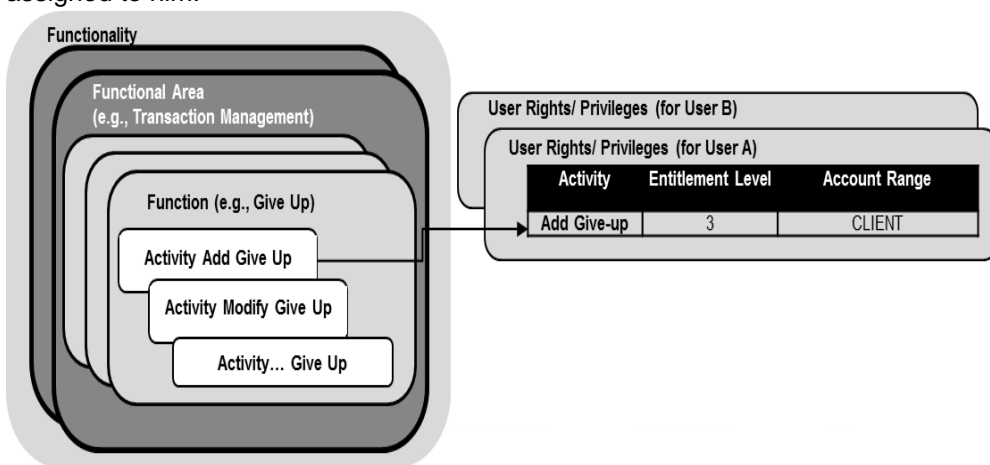 assigned to him.
Functionality
Functional Area
(e.g., Transaction Management)
Function (e.g., Give Up)
Activity Add Give Up
Activity Modify Give Up
Activity... Give Up
User Rights/ Privileges (for User B)
User Rights/ Privileges (for User A)
Activity Entitlement Level Account Range
Add Give-up 3 CLIENT